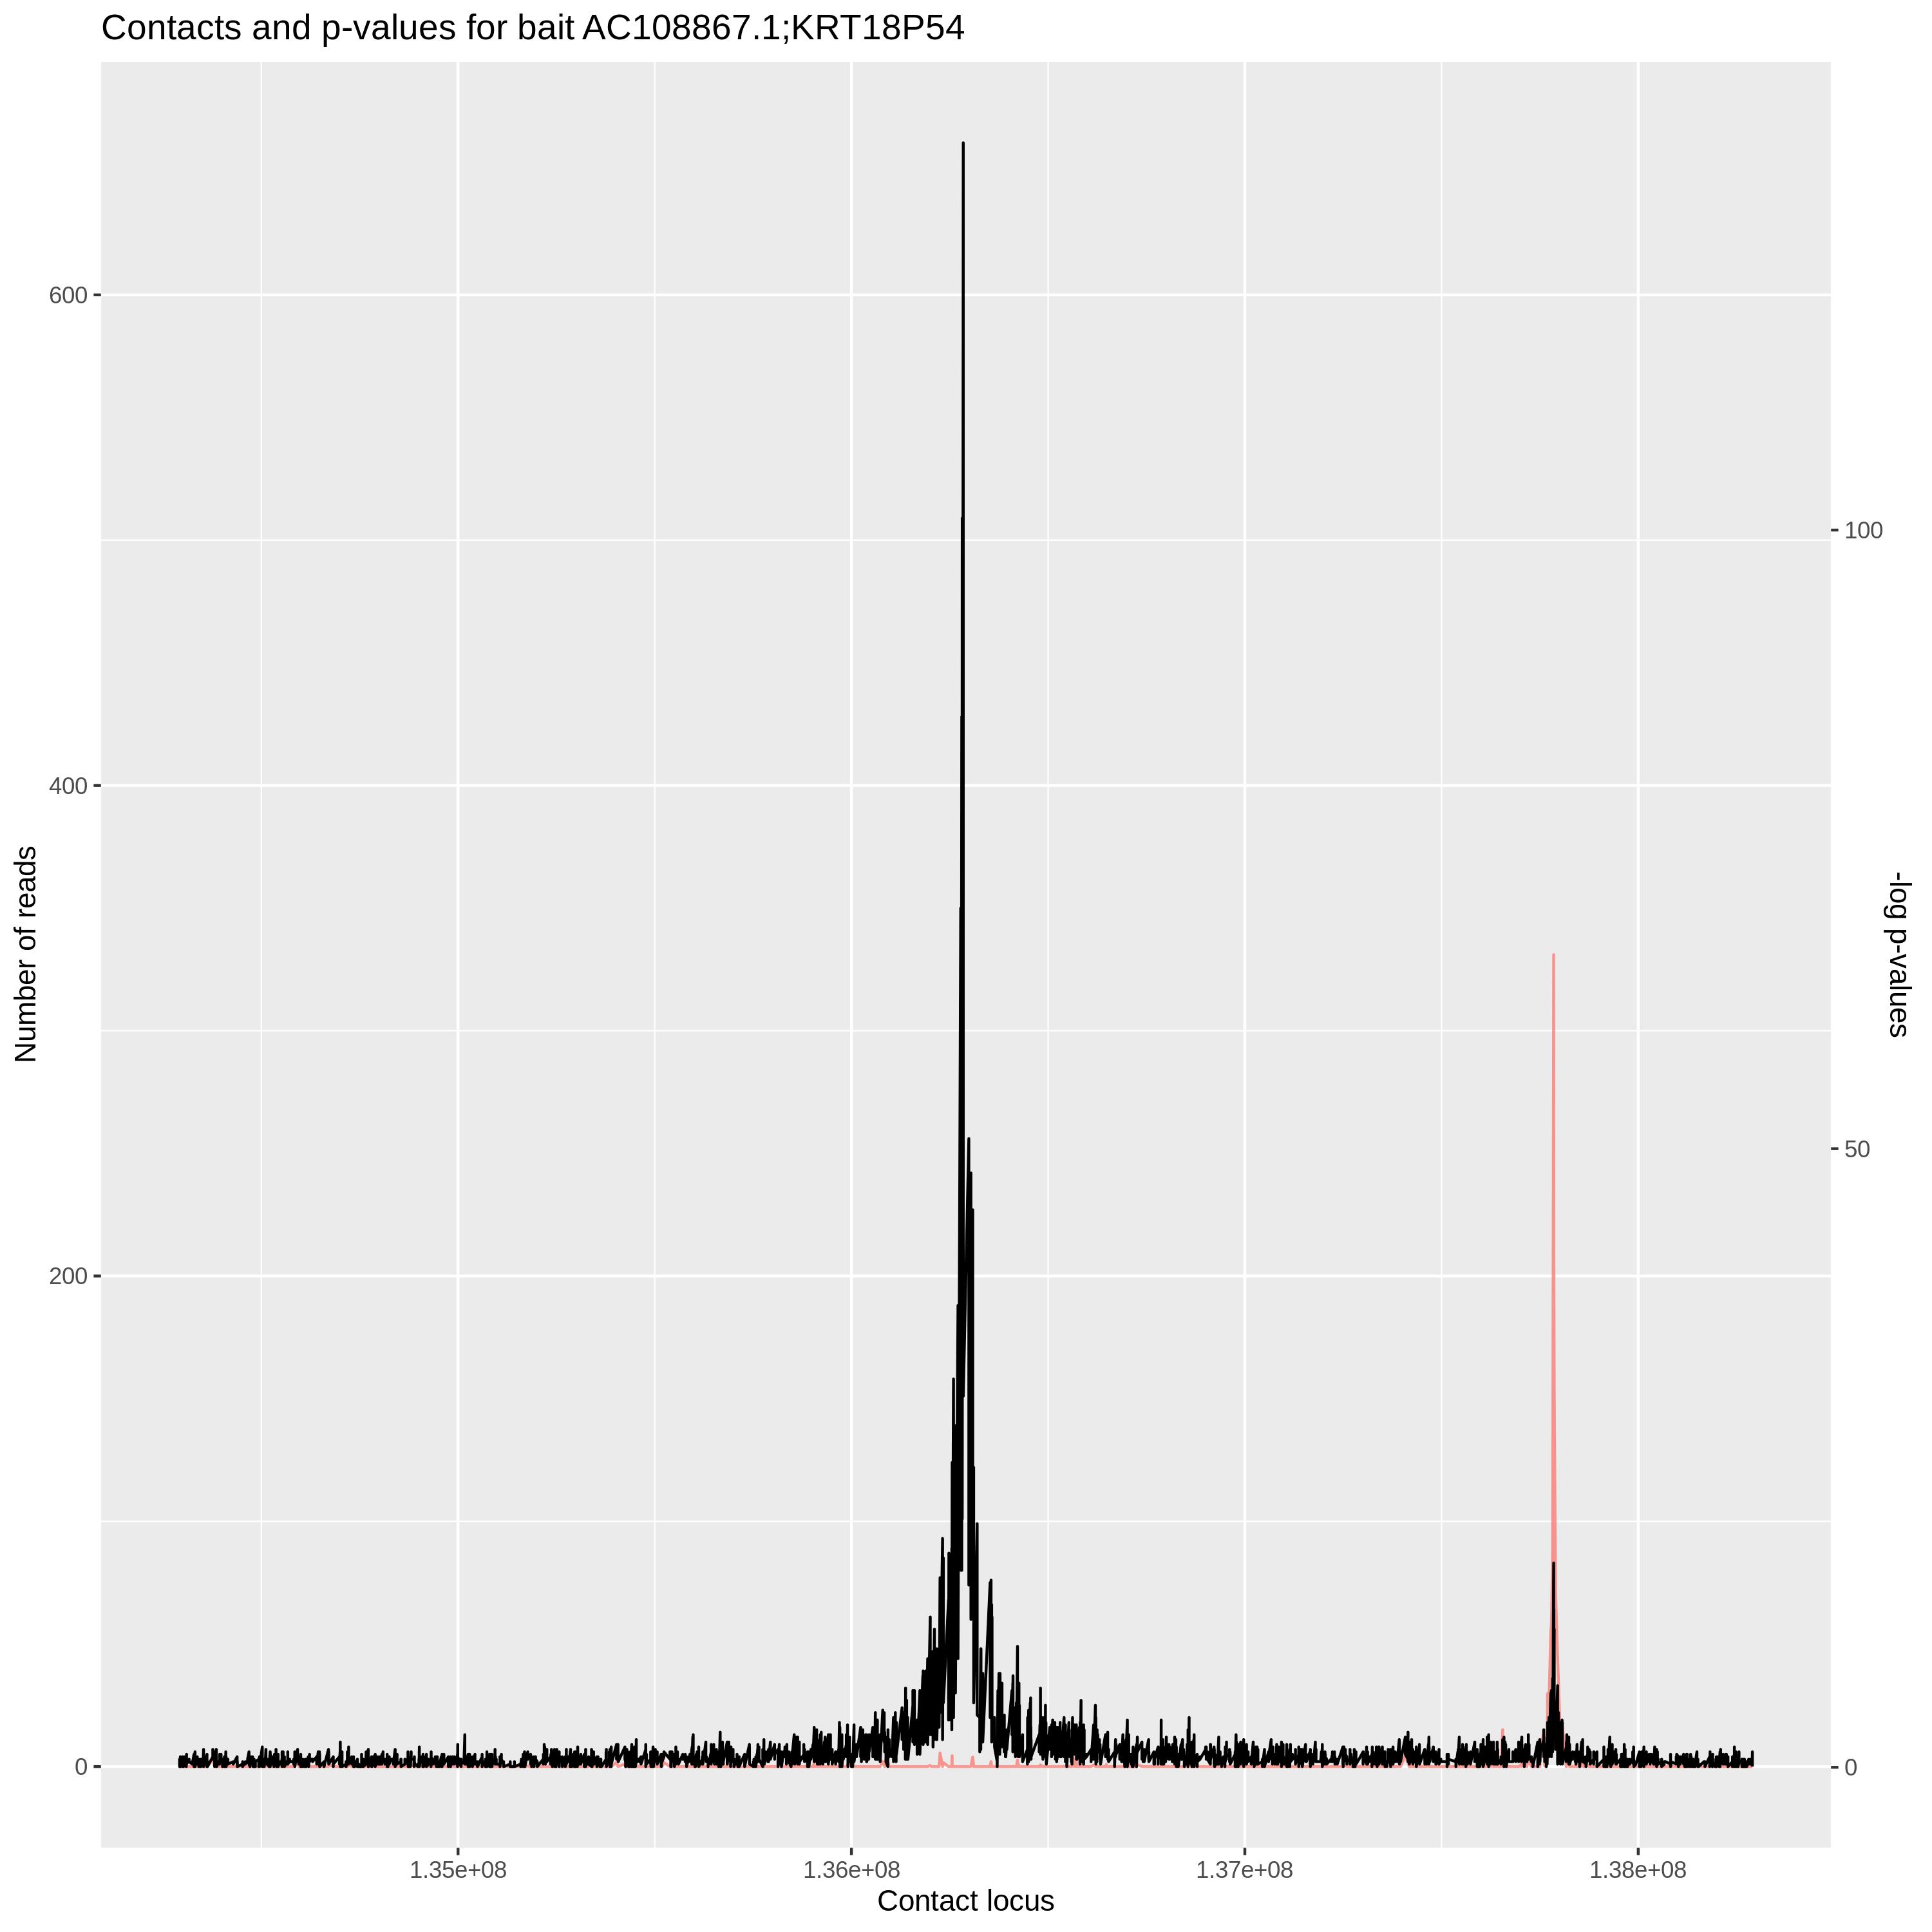 Contacts and p-values for bait AC108867.1;KRT18P54
600
400
200
0
Number of reads
100
50
0
-log p-values
1.35e+08
1.36e+08
1.37e+08
1.38e+08
Contact locus